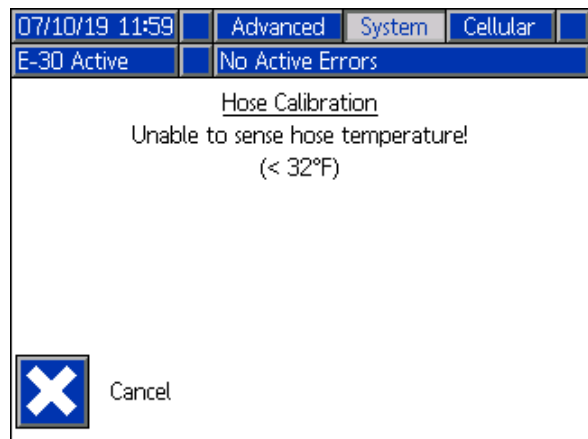 07/10/19 11:59 Advanced System Cellular
E-30 Active No Active Errors
Hose Calibration
Unable to sense hose temperature!
(< 32°F)
Cancel